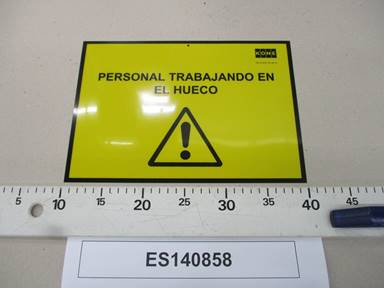 KONE
PERSONAL TRABAJANDO EN
EL HUECO
5 10 15 20 25 30 35 40 45
ES140858